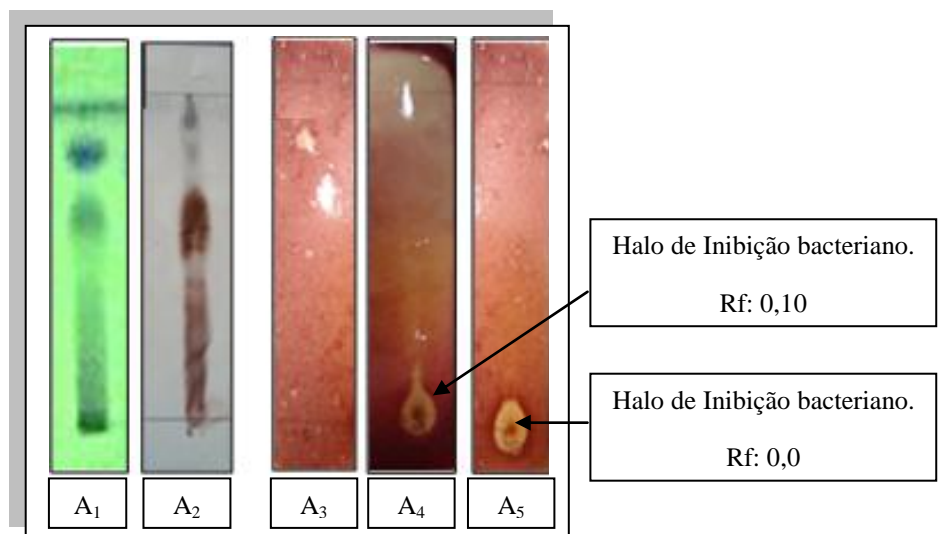 Halo de Inibição bacteriano.
Rf: 0,10
Halo de Inibição bacteriano.
Rf: 0,0
A₁
A₂
A₃
A₄
A₅